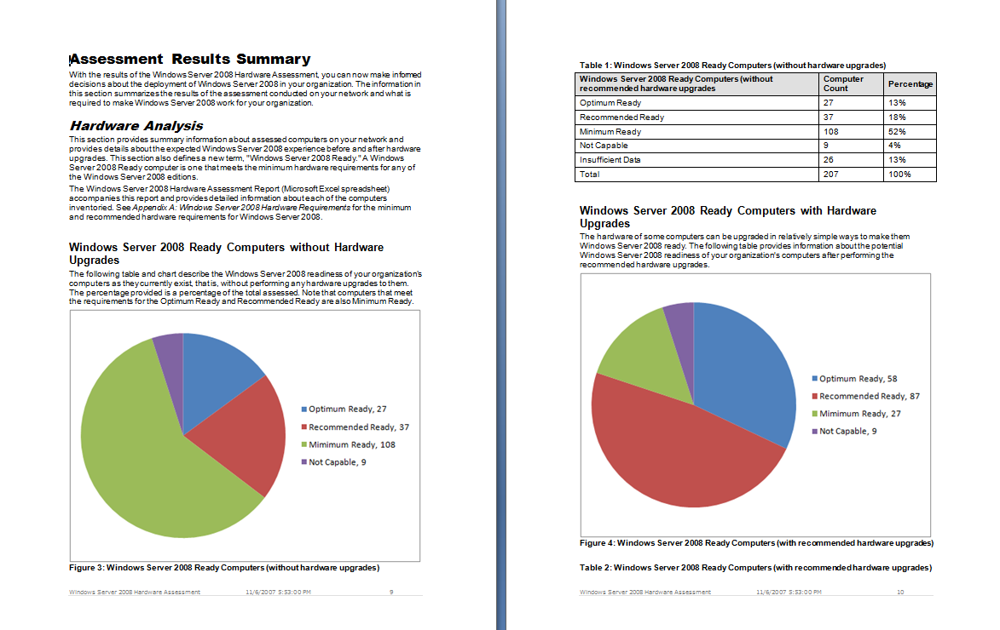 Assessment Results Summary
With the results of the Windows Server 2008 Hardware Assessment, you can now make informed
decisions about the deployment of Windows Server 2008 in your organization. The information in
this section summarizes the results of the assessment conducted on your network and what is
required to make Windows Server 2008 work for your organization.
Hardware Analysis
This section provides summary information about assessed computers on your network and
provides details about the expected Windows Server 2008 experience before and after hardware
upgrades. This section also defines a new term, "Windows Server 2008 Ready." A Windows
Server 2008 Ready computer is one that meets the minimum hardware requirements for any of
the Windows Server 2008 editions.
The Windows Server 2008 Hardware Assessment Report (Microsoft Excel spreadsheet)
accompanies this report and provides detailed information about each of the computers
inventoried. See Appendix A: Windows Server 2008 Hardware Requirements for the minimum
and recommended hardware requirements for Windows Server 2008.
Windows Server 2008 Ready Computers without Hardware
Upgrades
The following table and chart describe the Windows Server 2008 readiness of your organization's
computers as they currently exist, that is, without performing any hardware upgrades to them.
The percentage provided is a percentage of the total assessed. Note that computers that meet
the requirements for the Optimum Ready and Recommended Ready are also Minimum Ready.
Optimum Ready, 27
Recommended Ready, 37
Mimimum Ready, 108
Not Capable, 9
Figure 3: Windows Server 2008 Ready Computers (without hardware upgrades)
Windows Server 2008 Hardware Assessment 11/6/2007 5:53:00 PM 9
Table 1: Windows Server 2008 Ready Computers (without hardware upgrades)
Windows Server 2008 Ready Computers (without
recommended hardware upgrades
Computer
Count
Percentage
Optimum Ready 27 13%
Recommended Ready 37 18%
Minimum Ready 108 52%
Not Capable 9 4%
Insufficient Data 26 13%
Total 207 100%
Windows Server 2008 Ready Computers with Hardware
Upgrades
The hardware of some computers can be upgraded in relatively simple ways to make them
Windows Server 2008 ready. The following table provides information about the potential
Windows Server 2008 readiness of your organization's computers after performing the
recommended hardware upgrades.
Optimum Ready, 58
Recommended Ready, 87
Mimimum Ready, 27
Not Capable, 9
Figure 4: Windows Server 2008 Ready Computers (with recommended hardware upgrades)
Table 2: Windows Server 2008 Ready Computers (with recommended hardware upgrades)
Windows Server 2008 Hardware Assessment 11/6/2007 5:53:00 PM 10